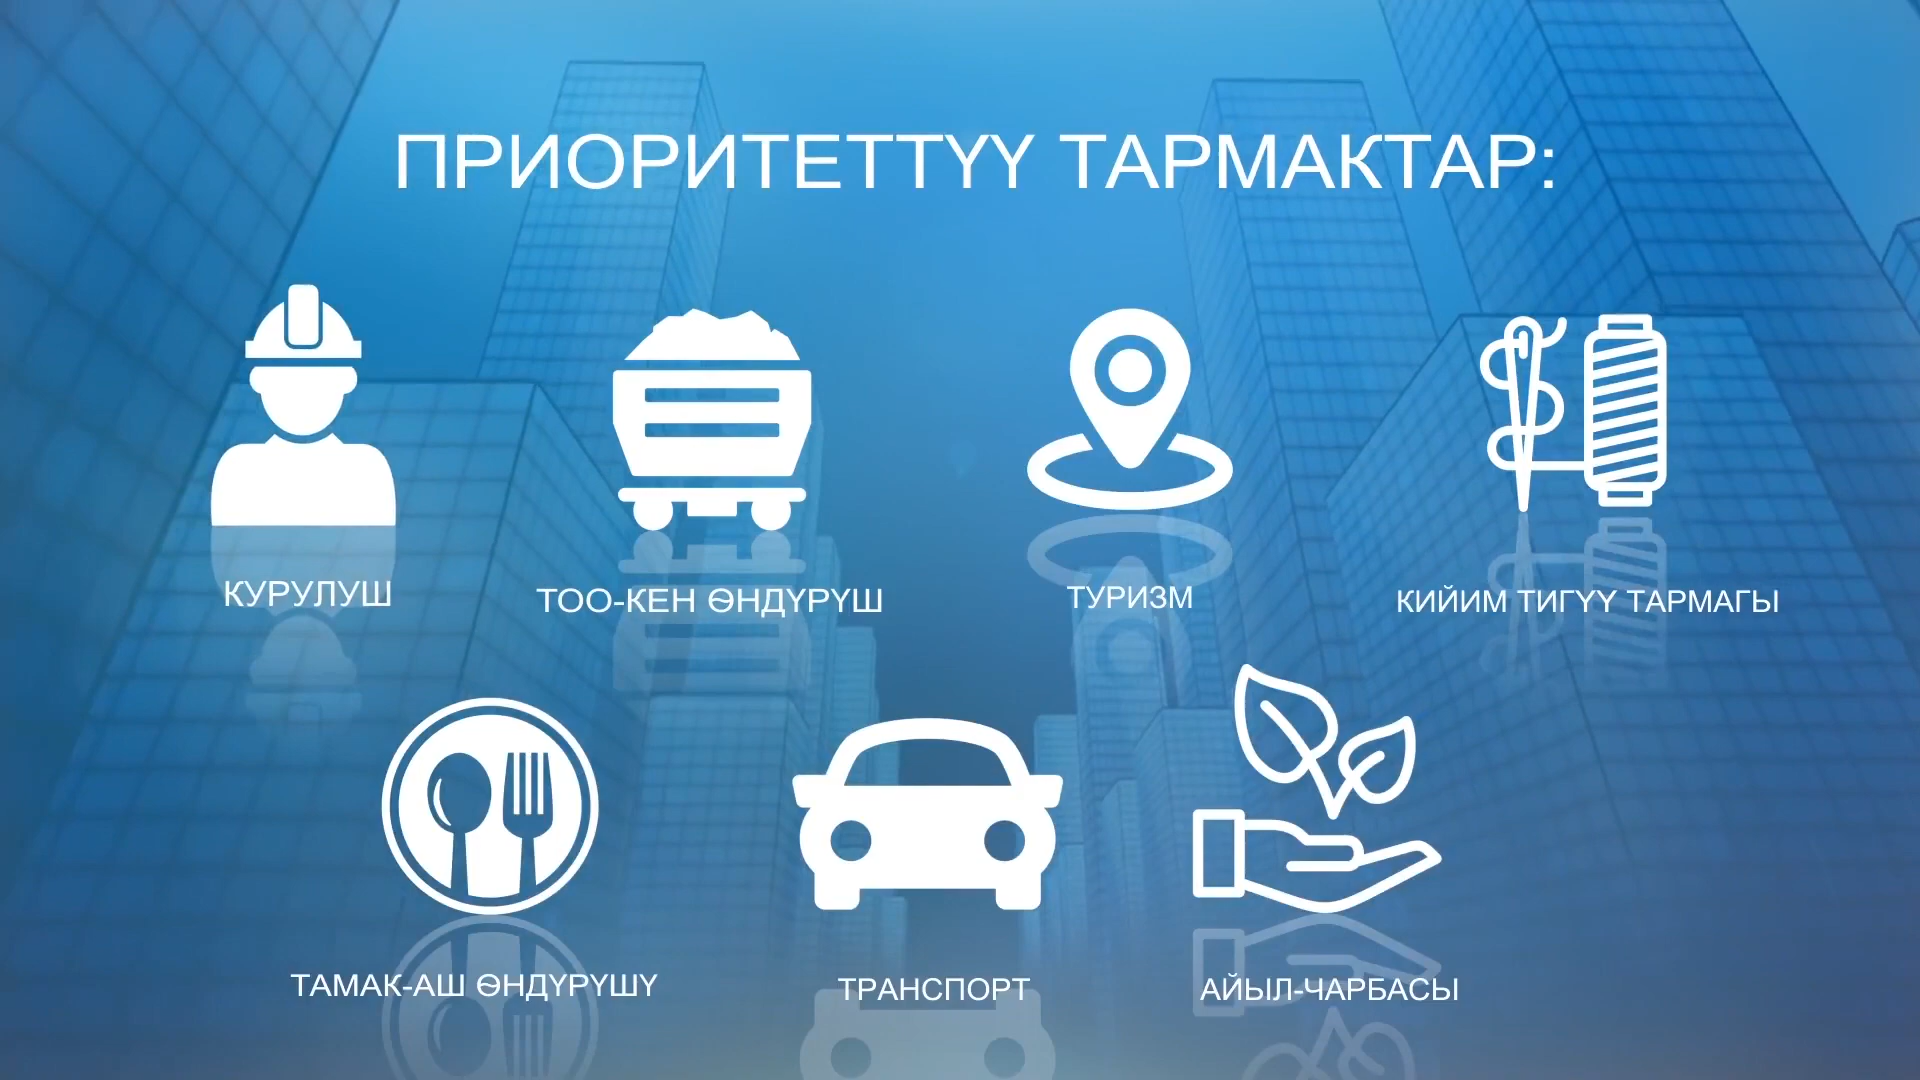 ПРИОРИТЕТТҮҮ ТАРМАКТАР:
КУРУЛУШ
ТОО-КЕН ӨНДҮРҮШ
ТУРИЗМ
КИЙИМ ТИГҮҮ ТАРМАГЫ
ТАМАК-АШ ӨНДҮРҮШҮ
ТРАНСПОРТ
АЙЫЛ-ЧАРБАСЫ